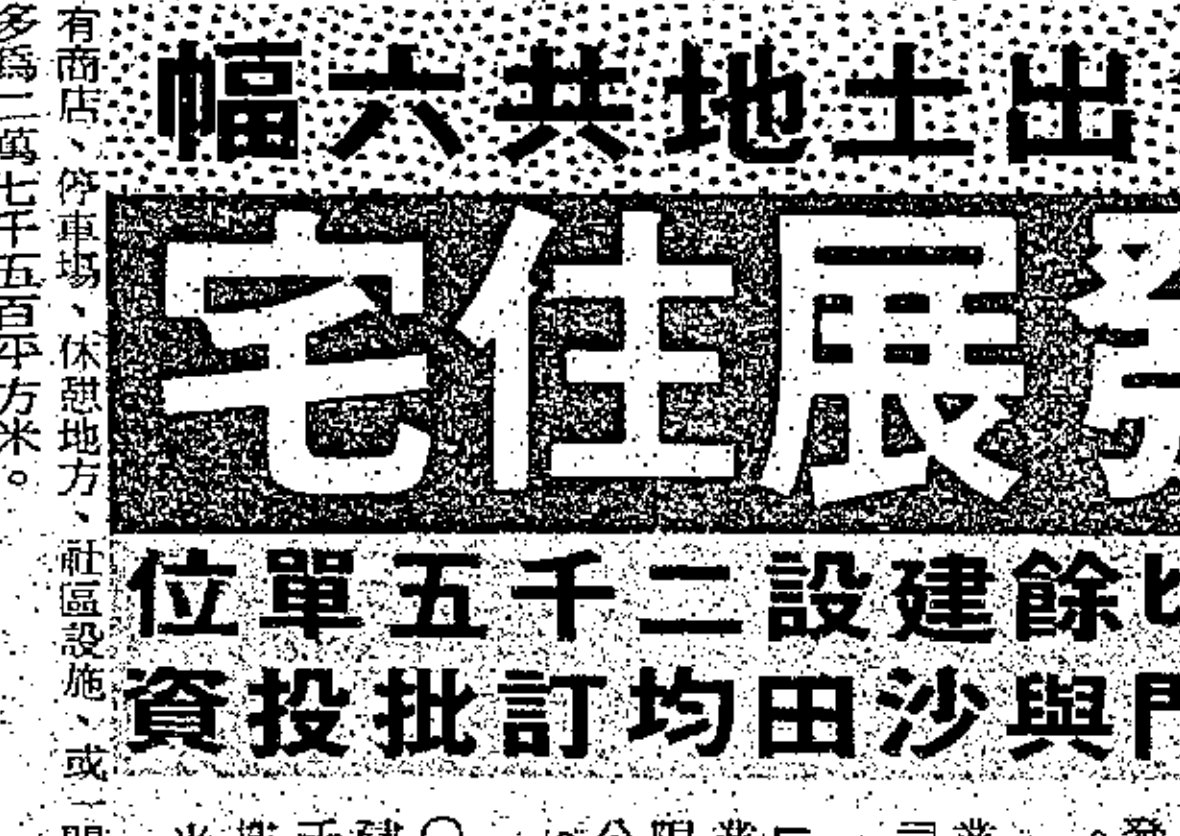 出土地共六幅
發展住宅
餘建設二千五單位
與沙田均訂批投資
有商店、停車場、休憩地方、社區設施、或一
多爲二萬七千五百平方米。